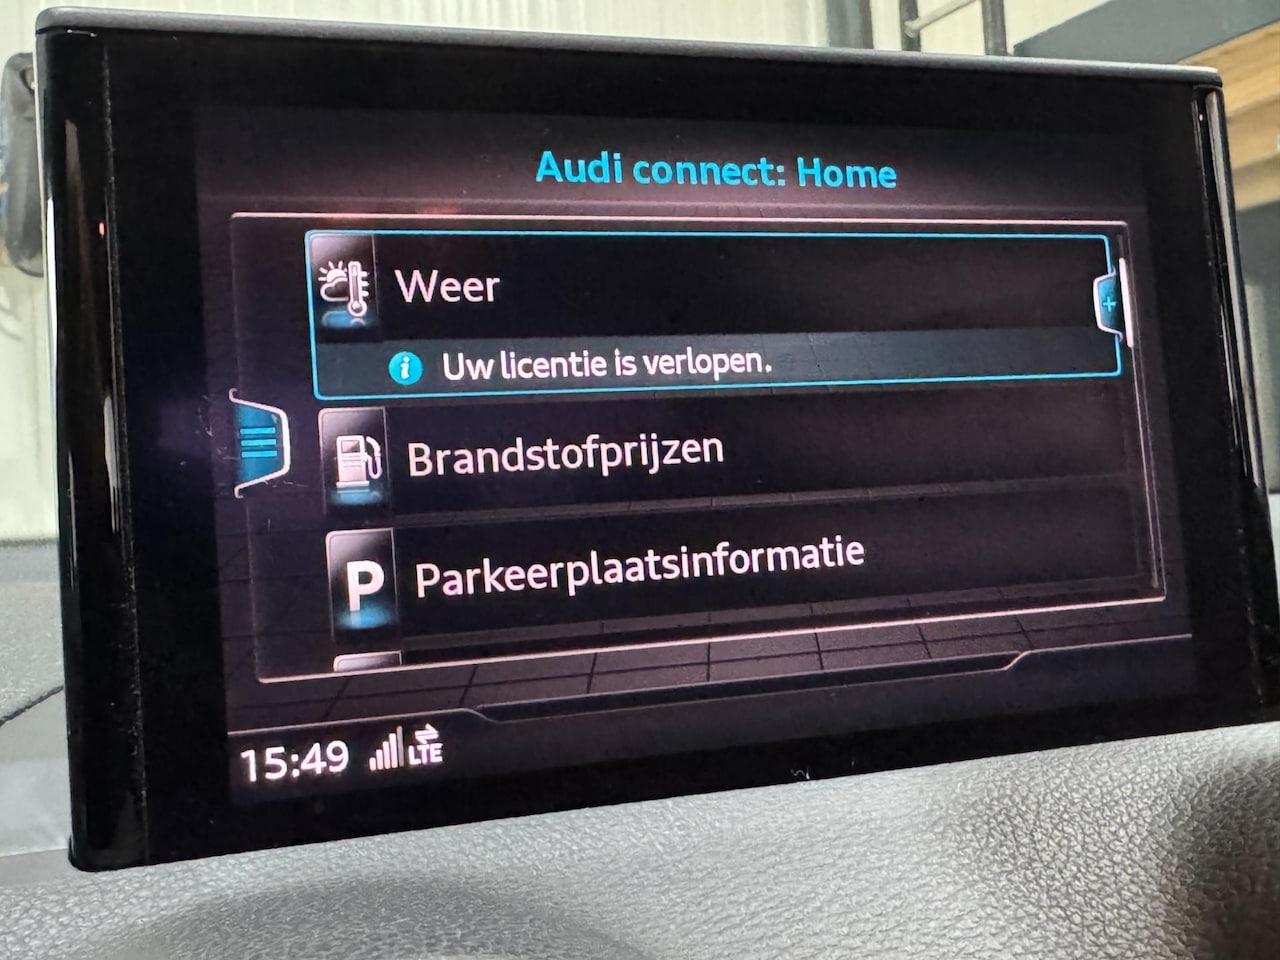 Audi connect: Home
Weer
Uw licentie is verlopen.
Brandstofprijzen
P Parkeerplaatsinformatie
15:49 LTE